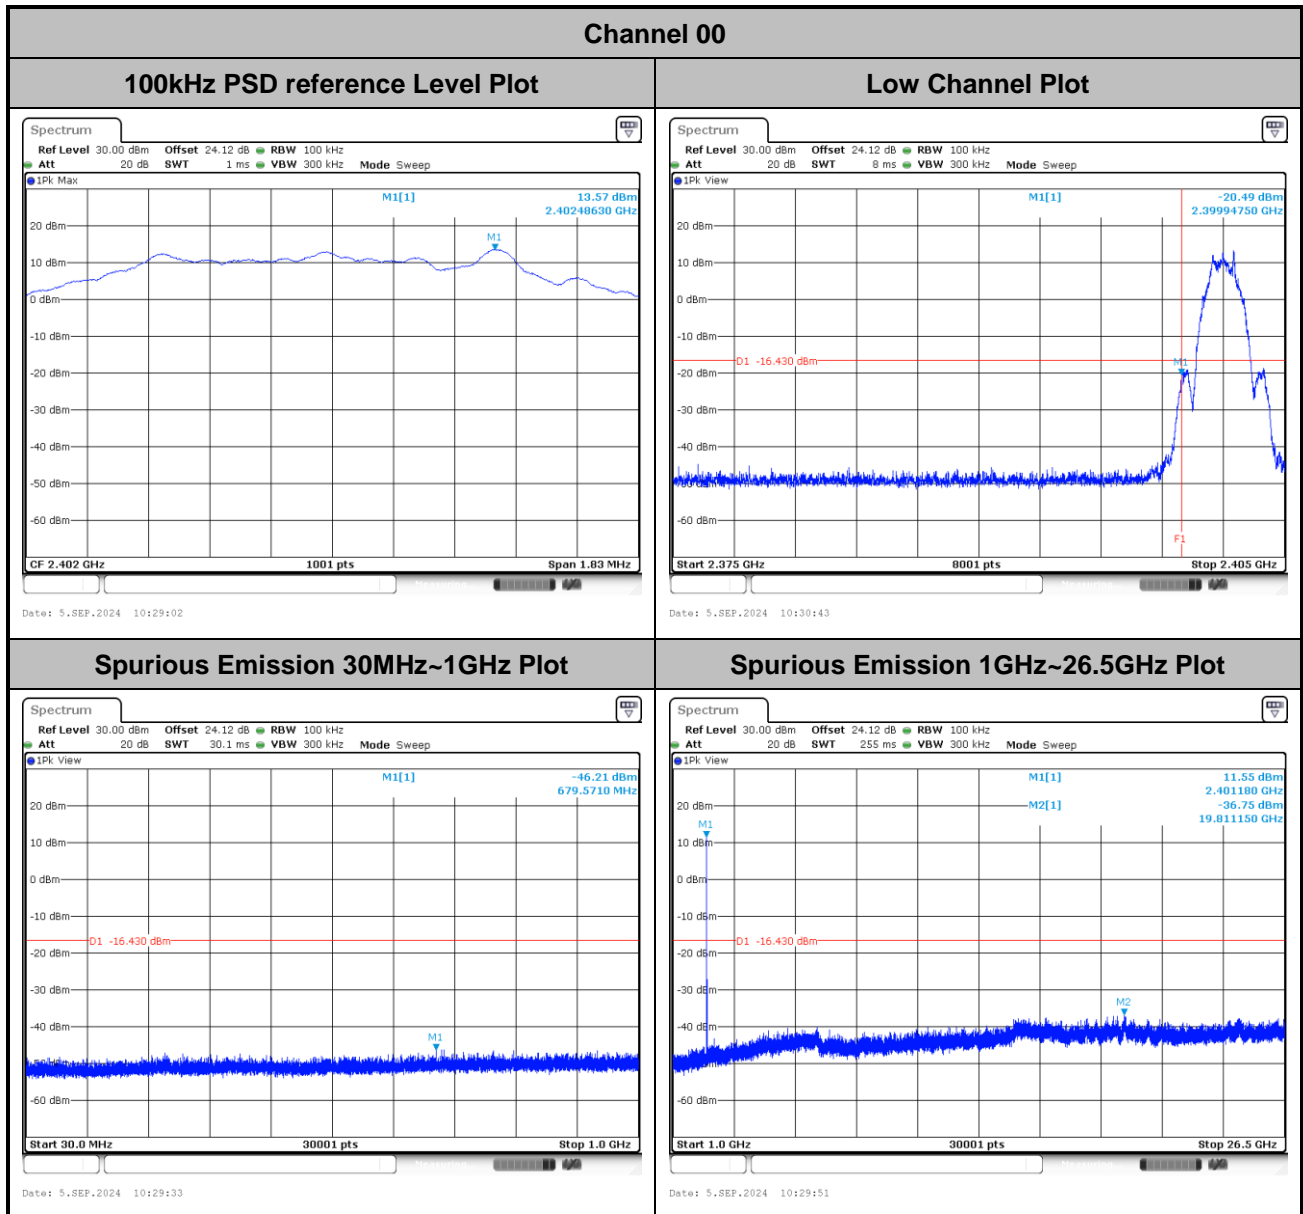 Channel 00
100kHz PSD reference Level Plot
Low Channel Plot
Spectrum
Ref Level 30.00 dBm Offset 24.12 dB RBW 100 kHz
Att 20 dB SWT 1 ms VBW 300 kHz Mode Sweep
1Pk Max
M1[1] 13.57 dBm
2.40248630 GHz
M1
20 dBm
10 dBm
0 dBm
-10 dBm
-20 dBm
-30 dBm
-40 dBm
-50 dBm
-60 dBm
CF 2.402 GHz 1001 pts Span 1.83 MHz
Date: 5.SEP.2024 10:29:02
Spectrum
Ref Level 30.00 dBm Offset 24.12 dB RBW 100 kHz
Att 20 dB SWT 8 ms VBW 300 kHz Mode Sweep
1Pk View
M1[1] -20.49 dBm
2.39994750 GHz
20 dBm
10 dBm
0 dBm
-10 dBm
D1 -16.430 dBm
M1
-20 dBm
-30 dBm
-40 dBm
-50 dBm
-60 dBm
F1
Start 2.375 GHz 8001 pts Stop 2.405 GHz
Date: 5.SEP.2024 10:30:43
Spurious Emission 30MHz~1GHz Plot
Spurious Emission 1GHz~26.5GHz Plot
Spectrum
Ref Level 30.00 dBm Offset 24.12 dB RBW 100 kHz
Att 20 dB SWT 30.1 ms VBW 300 kHz Mode Sweep
1Pk View
M1[1] -46.21 dBm
679.5710 MHz
20 dBm
10 dBm
0 dBm
-10 dBm
D1 -16.430 dBm
-20 dBm
-30 dBm
-40 dBm
M1
-60 dBm
Start 30.0 MHz 30001 pts Stop 1.0 GHz
Date: 5.SEP.2024 10:29:33
Spectrum
Ref Level 30.00 dBm Offset 24.12 dB RBW 100 kHz
Att 20 dB SWT 255 ms VBW 300 kHz Mode Sweep
1Pk View
M1[1] 11.55 dBm
2.401180 GHz
M2[1] -36.75 dBm
19.811150 GHz
20 dBm
M1
10 dBm
0 dBm
-10 dBm
D1 -16.430 dBm
-20 dBm
-30 dBm
M2
-40 dBm
-60 dBm
Start 1.0 GHz 30001 pts Stop 26.5 GHz
Date: 5.SEP.2024 10:29:51